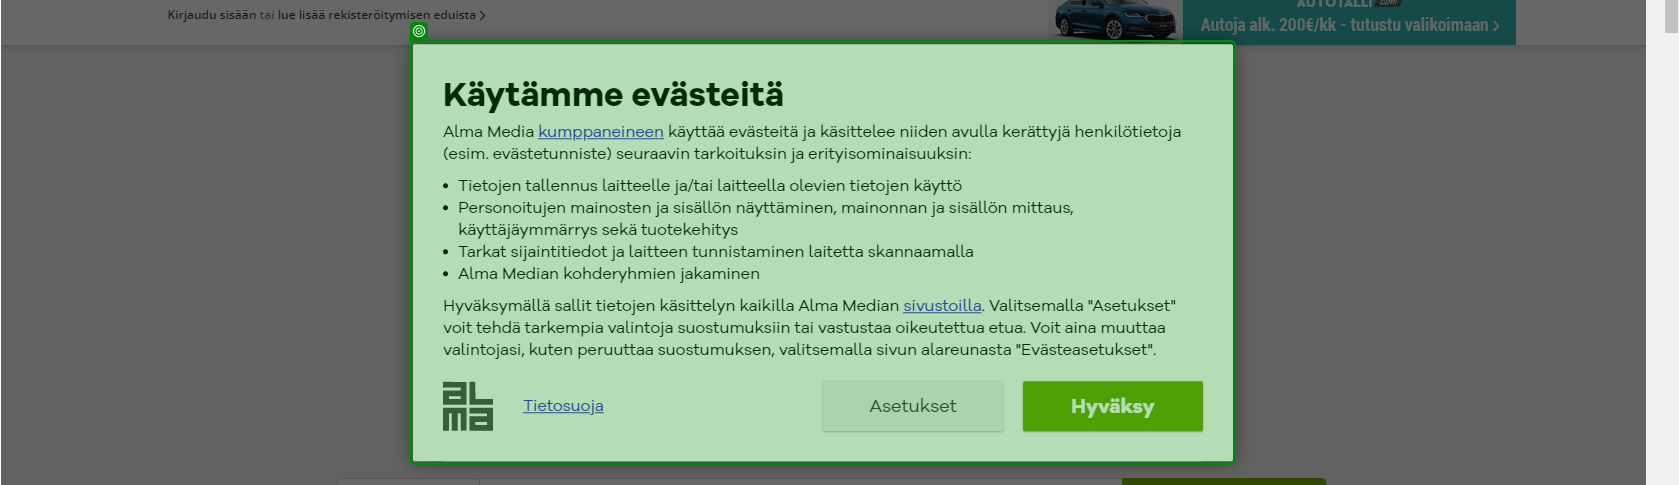 Kirjaudu sisään tai lue lisää rekisteröitymisen eduista >
AUTOTALLI.com
Autoja alk. 200€/kk - tutustu valikoimaan >
Käytämme evästeitä
Alma Media kumppaneineen käyttää evästeitä ja käsittelee niiden avulla kerättyjä henkilötietoja
(esim. evästetunniste) seuraavin tarkoituksin ja erityisominaisuuksin:
• Tietojen tallennus laitteelle ja/tai laitteella olevien tietojen käyttö
• Personoitujen mainosten ja sisällön näyttäminen, mainonnan ja sisällön mittaus,
käyttäjäymmärrys sekä tuotekehitys
• Tarkat sijaintitiedot ja laitteen tunnistaminen laitetta skannaamalla
• Alma Median kohderyhmien jakaminen
Hyväksymällä sallit tietojen käsittelyn kaikilla Alma Median sivustoilla. Valitsemalla "Asetukset"
voit tehdä tarkempia valintoja suostumuksiin tai vastustaa oikeutettua etua. Voit aina muuttaa
valintojasi, kuten peruuttaa suostumuksen, valitsemalla sivun alareunasta "Evästeasetukset".
ALMA
Tietosuoja
Asetukset
Hyväksy